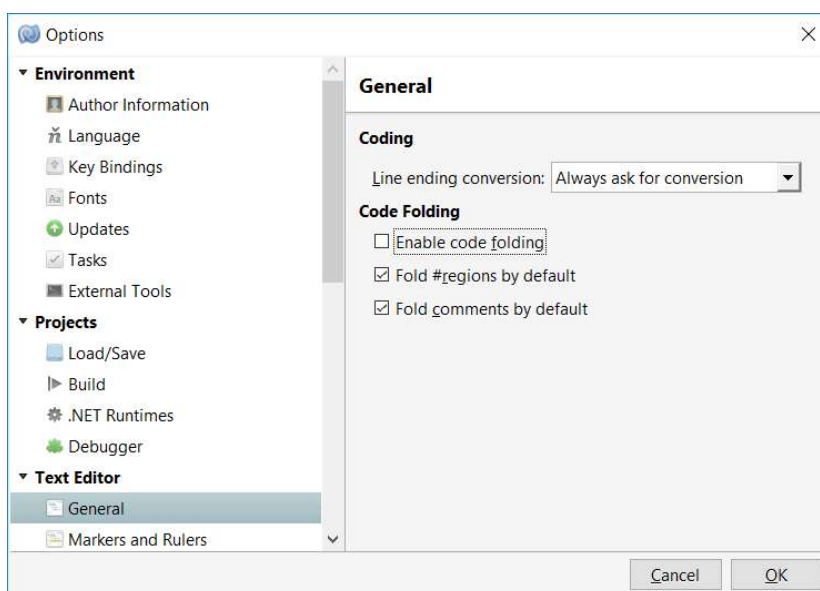 Options
Environment
Author Information
Language
Key Bindings
Fonts
Updates
Tasks
External Tools
Projects
Load/Save
Build
.NET Runtimes
Debugger
Text Editor
General
Markers and Rulers
General
Coding
Line ending conversion: Always ask for conversion
Code Folding
Enable code folding
Fold #regions by default
Fold comments by default
Cancel OK